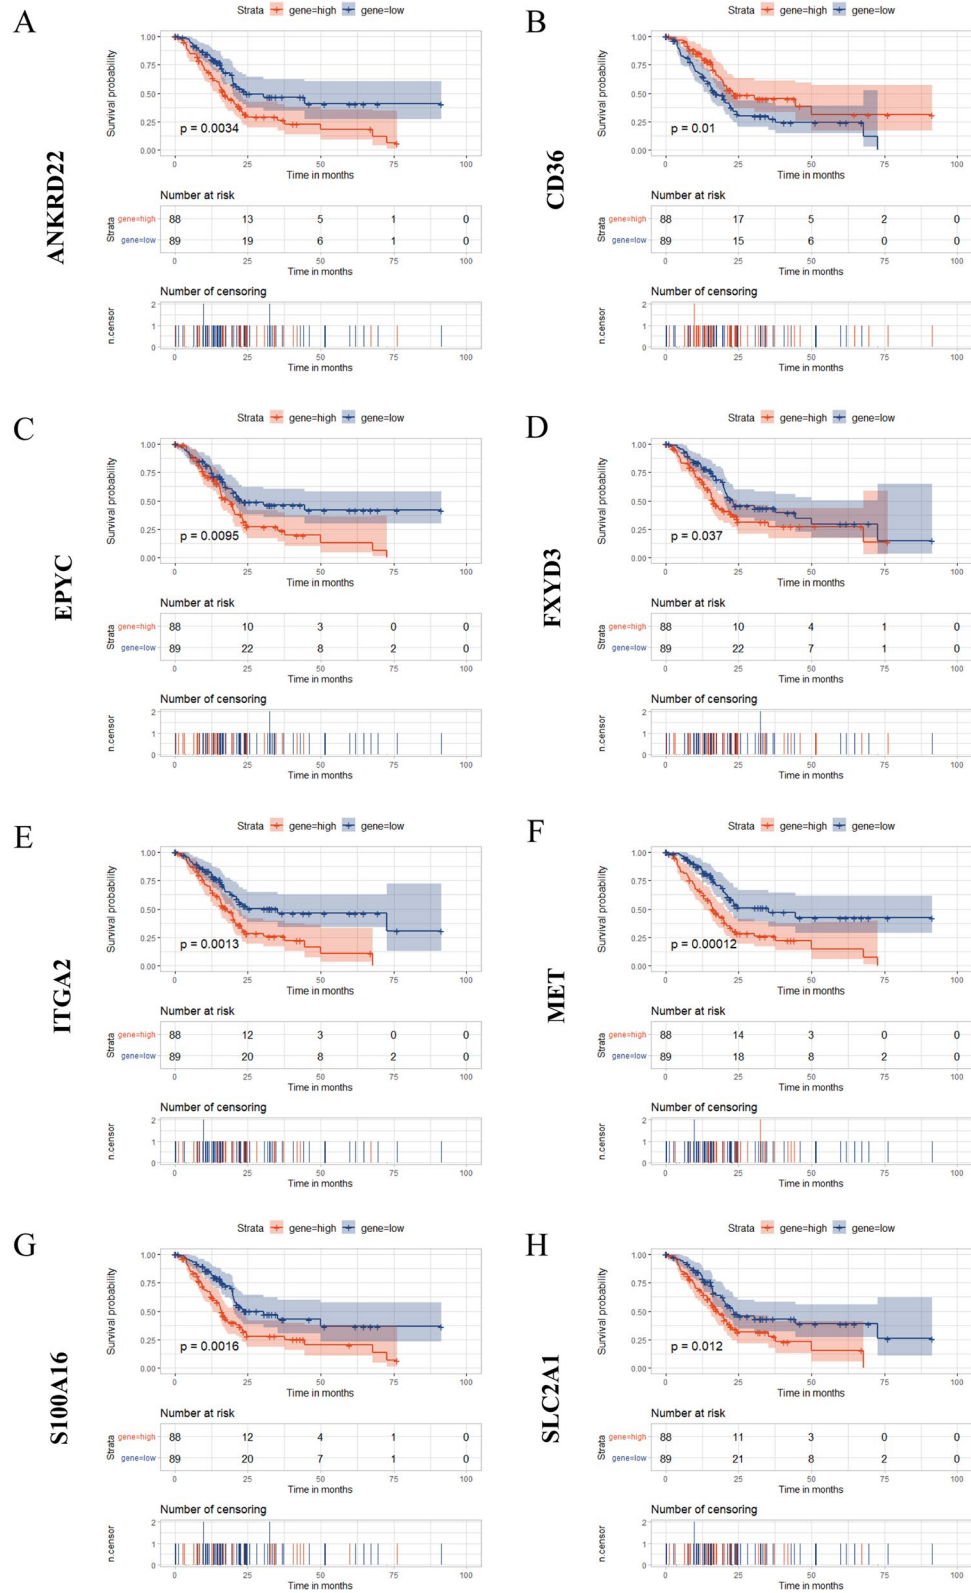 A
Strata gene=high gene=low
Survival probability
1.00
0.75
0.50
0.25
0.00
p = 0.0034
0 25 50 75 100
Time in months
ANKRD22
Number at risk
Strata
gene=high 88 13 5 1 0
gene=low 89 19 6 1 0
0 25 50 75 100
Time in months
Number of censoring
n.censor
2
1
0
0 25 50 75 100
Time in months
B
Strata gene=high gene=low
Survival probability
1.00
0.75
0.50
0.25
0.00
p = 0.01
0 25 50 75 100
Time in months
CD36
Number at risk
Strata
gene=high 88 17 5 2 0
gene=low 89 15 6 0 0
0 25 50 75 100
Time in months
Number of censoring
n.censor
2
1
0
0 25 50 75 100
Time in months
C
Strata gene=high gene=low
Survival probability
1.00
0.75
0.50
0.25
0.00
p = 0.0095
0 25 50 75 100
Time in months
EPYC
Number at risk
Strata
gene=high 88 10 3 0 0
gene=low 89 22 8 2 0
0 25 50 75 100
Time in months
Number of censoring
n.censor
2
1
0
0 25 50 75 100
Time in months
D
Strata gene=high gene=low
Survival probability
1.00
0.75
0.50
0.25
0.00
p = 0.037
0 25 50 75 100
Time in months
FXYD3
Number at risk
Strata
gene=high 88 10 4 1 0
gene=low 89 22 7 1 0
0 25 50 75 100
Time in months
Number of censoring
n.censor
2
1
0
0 25 50 75 100
Time in months
E
Strata gene=high gene=low
Survival probability
1.00
0.75
0.50
0.25
0.00
p = 0.0013
0 25 50 75 100
Time in months
ITGA2
Number at risk
Strata
gene=high 88 12 3 0 0
gene=low 89 20 8 2 0
0 25 50 75 100
Time in months
Number of censoring
n.censor
2
1
0
0 25 50 75 100
Time in months
F
Strata gene=high gene=low
Survival probability
1.00
0.75
0.50
0.25
0.00
p = 0.00012
0 25 50 75 100
Time in months
MET
Number at risk
Strata
gene=high 88 14 3 0 0
gene=low 89 18 8 2 0
0 25 50 75 100
Time in months
Number of censoring
n.censor
2
1
0
0 25 50 75 100
Time in months
G
Strata gene=high gene=low
Survival probability
1.00
0.75
0.50
0.25
0.00
p = 0.0016
0 25 50 75 100
Time in months
S100A16
Number at risk
Strata
gene=high 88 12 4 1 0
gene=low 89 20 7 1 0
0 25 50 75 100
Time in months
Number of censoring
n.censor
2
1
0
0 25 50 75 100
Time in months
H
Strata gene=high gene=low
Survival probability
1.00
0.75
0.50
0.25
0.00
p = 0.012
0 25 50 75 100
Time in months
SLC2A1
Number at risk
Strata
gene=high 88 11 3 0 0
gene=low 89 21 8 2 0
0 25 50 75 100
Time in months
Number of censoring
n.censor
2
1
0
0 25 50 75 100
Time in months